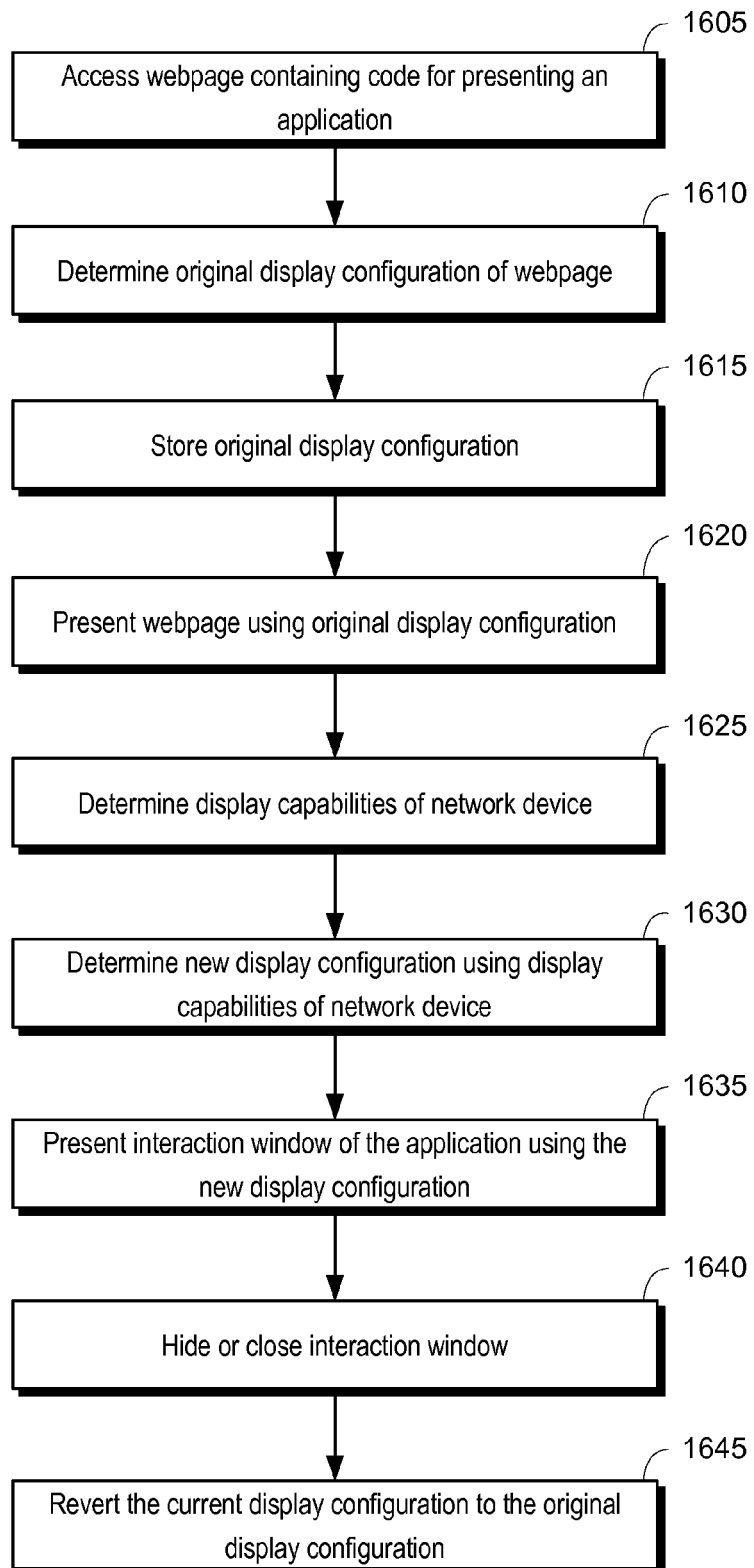 1605
Access webpage containing code for presenting an
application
1610
Determine original display configuration of webpage
1615
Store original display configuration
1620
Present webpage using original display configuration
1625
Determine display capabilities of network device
1630
Determine new display configuration using display
capabilities of network device
1635
Present interaction window of the application using the
new display configuration
1640
Hide or close interaction window
1645
Revert the current display configuration to the original
display configuration